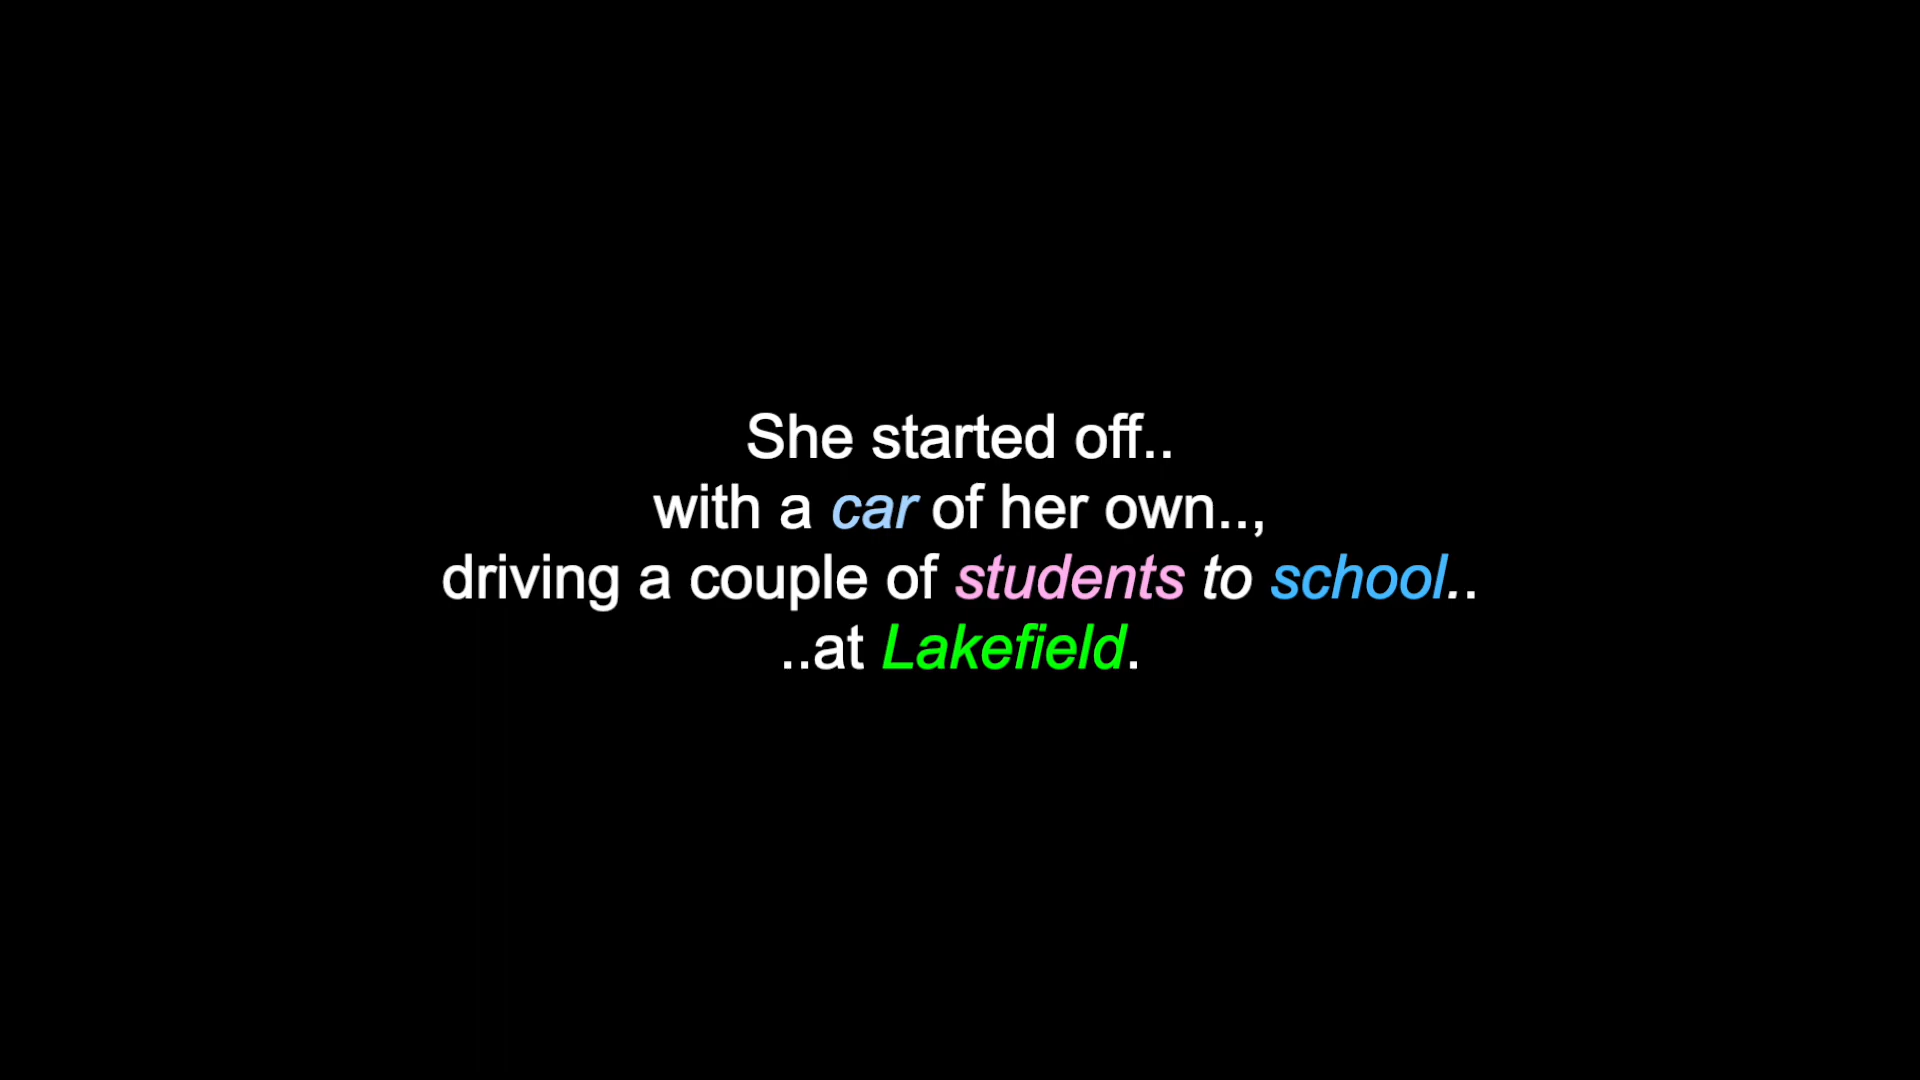 She started off..
with a car of her own..,
driving a couple of students to school..
..at Lakefield.